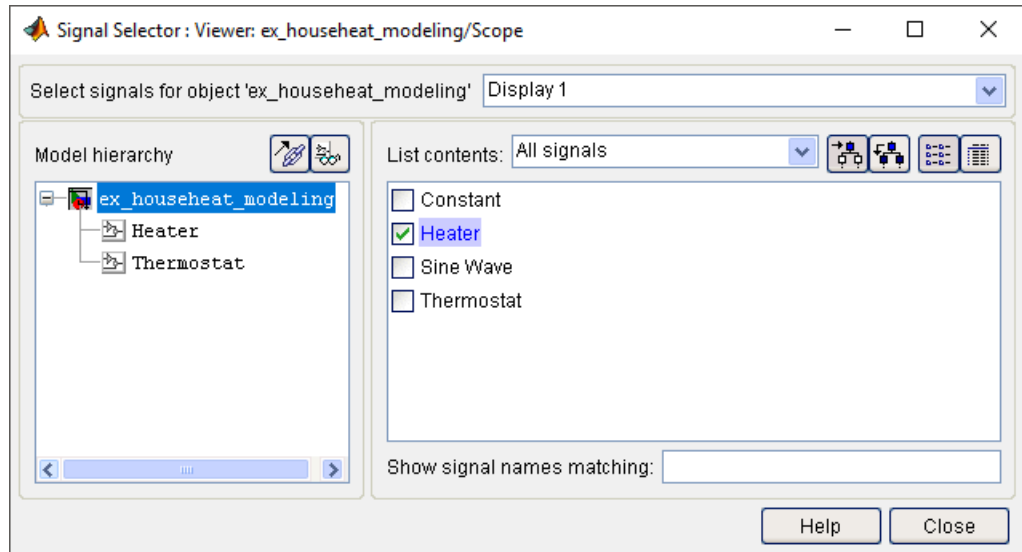 Signal Selector : Viewer: ex_househeat_modeling/Scope
Select signals for object 'ex_househeat_modeling' Display 1
Model hierarchy
ex_househeat_modeling
Heater
Thermostat
List contents: All signals
Constant
Heater
Sine Wave
Thermostat
Show signal names matching:
Help Close